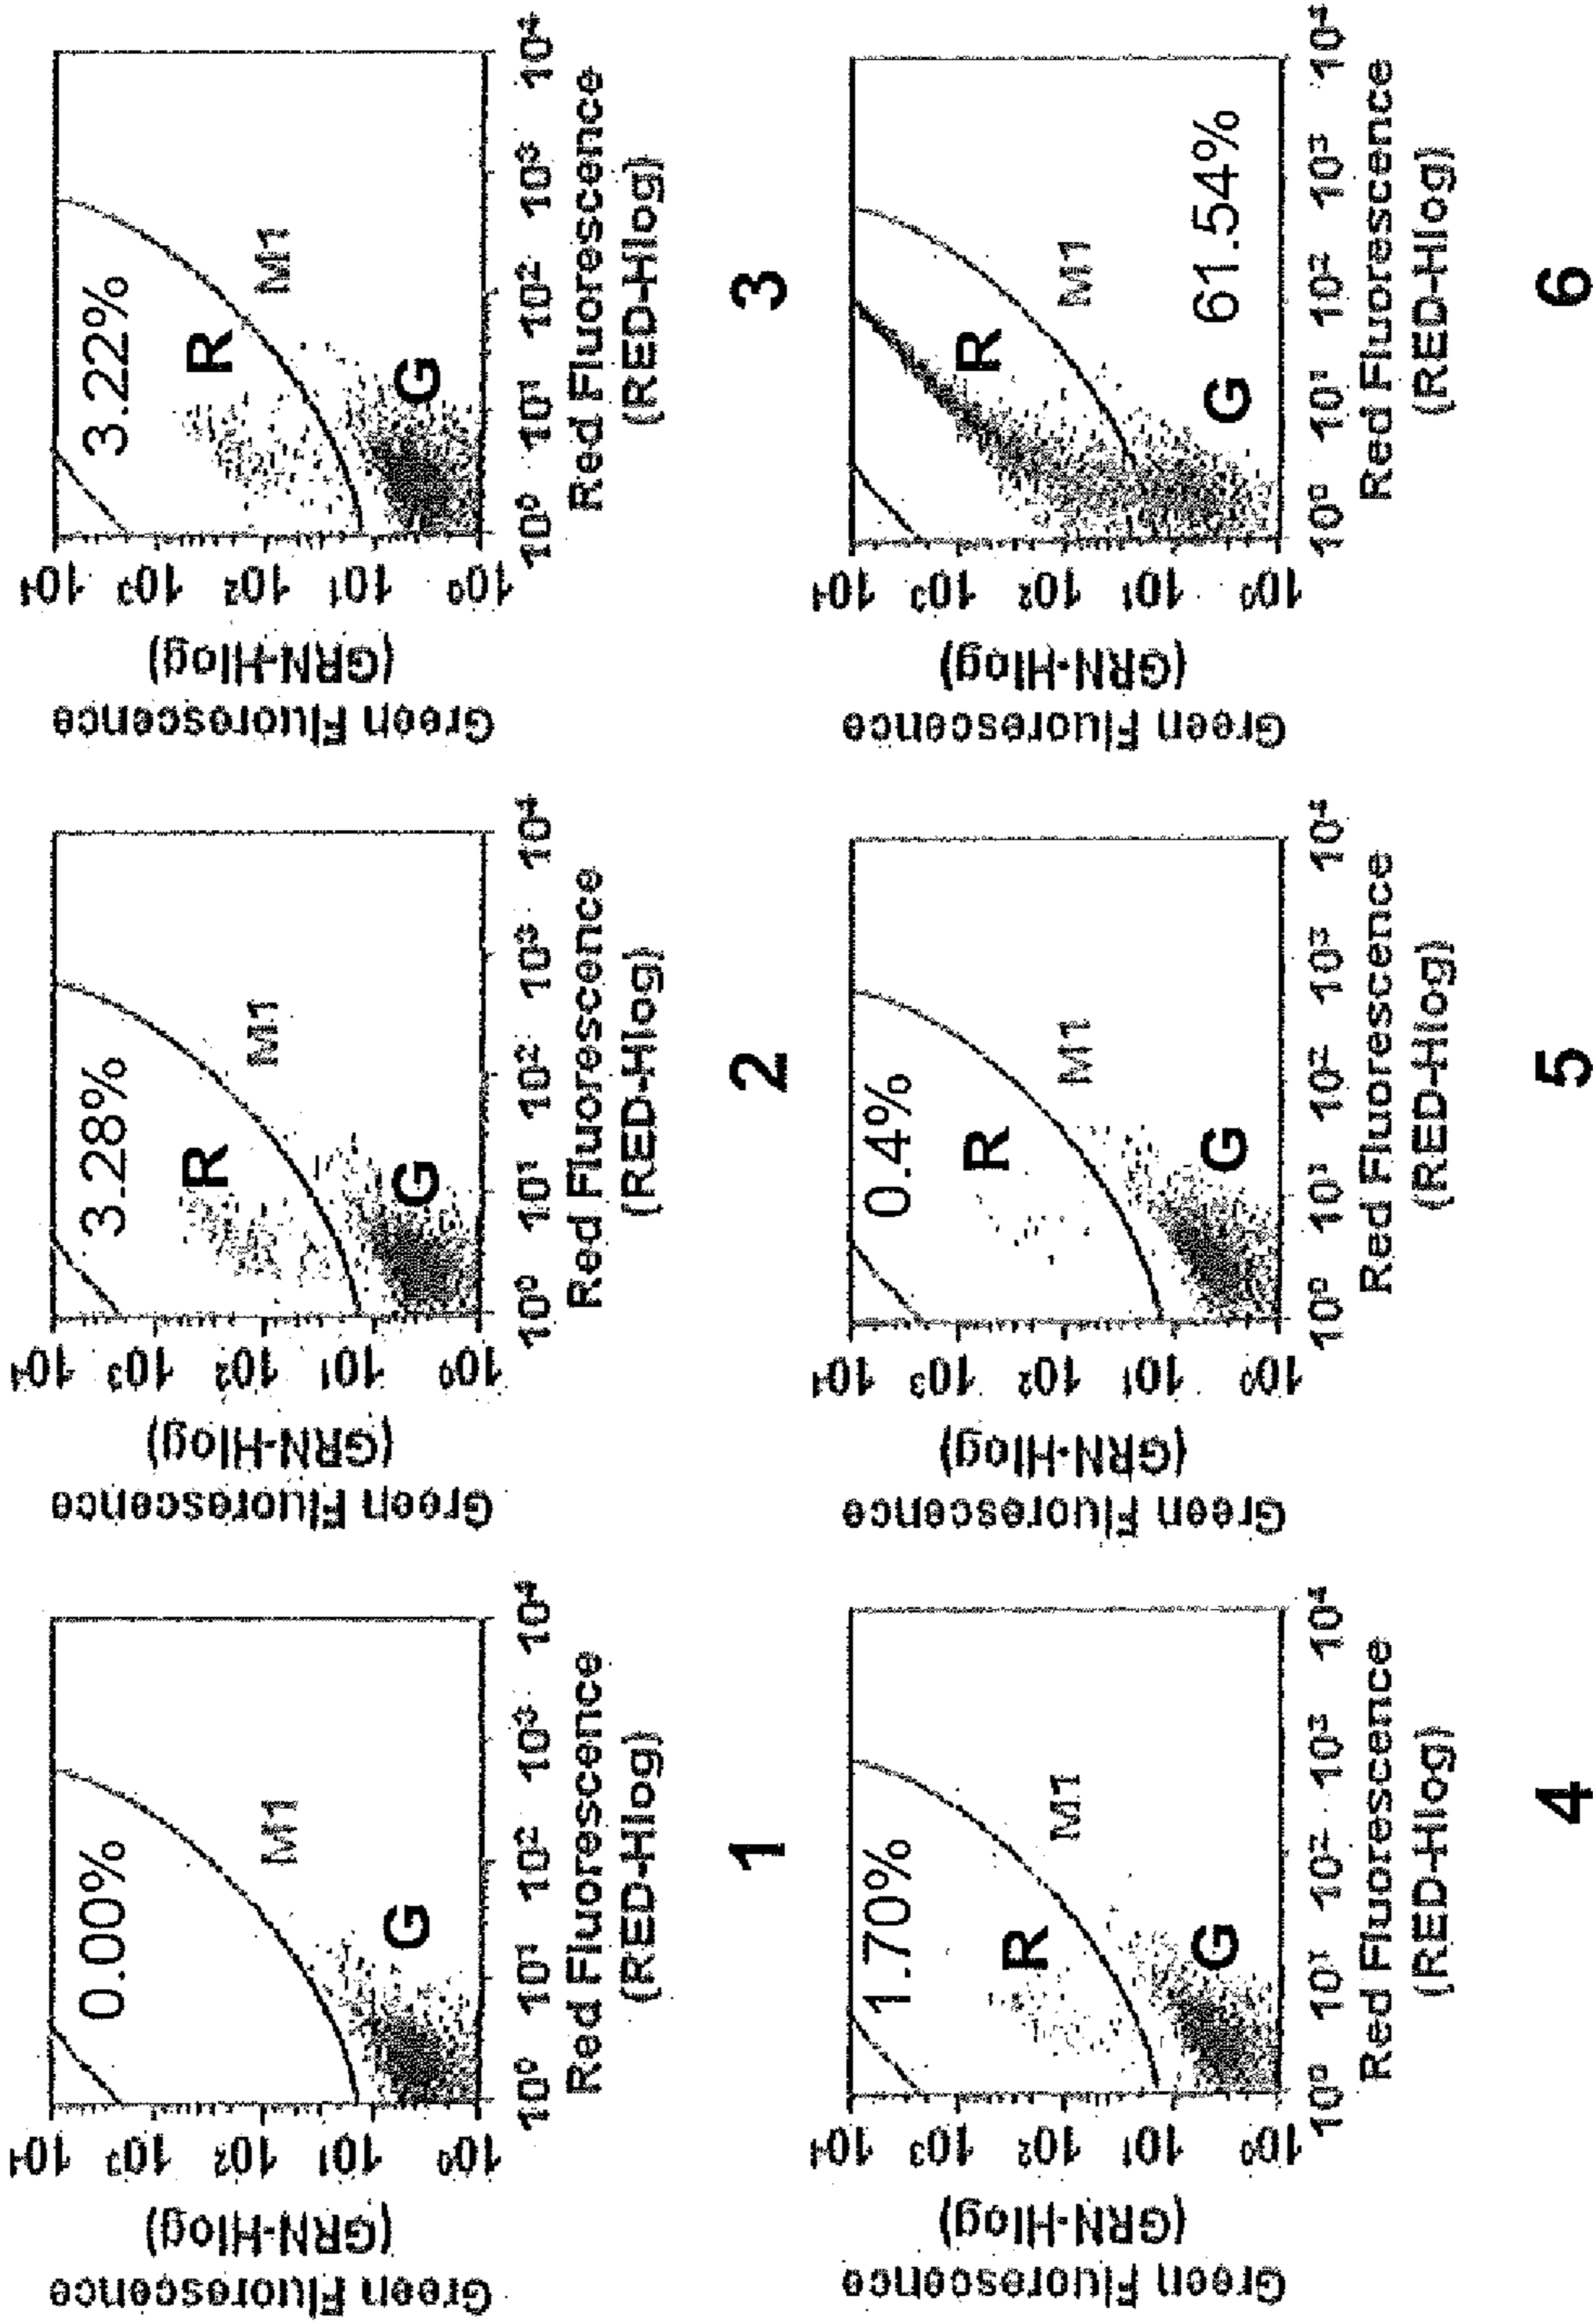 Green Fluorescence
(GRN-Hlog)
10⁴
10³
10²
10¹
10⁰
0.00%
M1
G
10⁰ 10¹ 10² 10³ 10⁴
Red Fluorescence
(RED-Hlog)
1
Green Fluorescence
(GRN-Hlog)
10⁴
10³
10²
10¹
10⁰
3.28%
R
M1
G
10⁰ 10¹ 10² 10³ 10⁴
Red Fluorescence
(RED-Hlog)
2
Green Fluorescence
(GRN-Hlog)
10⁴
10³
10²
10¹
10⁰
3.22%
R
M1
G
10⁰ 10¹ 10² 10³ 10⁴
Red Fluorescence
(RED-Hlog)
3
Green Fluorescence
(GRN-Hlog)
10⁴
10³
10²
10¹
10⁰
1.70%
R
M1
G
10⁰ 10¹ 10² 10³ 10⁴
Red Fluorescence
(RED-Hlog)
4
Green Fluorescence
(GRN-Hlog)
10⁴
10³
10²
10¹
10⁰
0.4%
R
M1
G
10⁰ 10¹ 10² 10³ 10⁴
Red Fluorescence
(RED-Hlog)
5
Green Fluorescence
(GRN-Hlog)
10⁴
10³
10²
10¹
10⁰
R
M1
G 61.54%
10⁰ 10¹ 10² 10³ 10⁴
Red Fluorescence
(RED-Hlog)
6